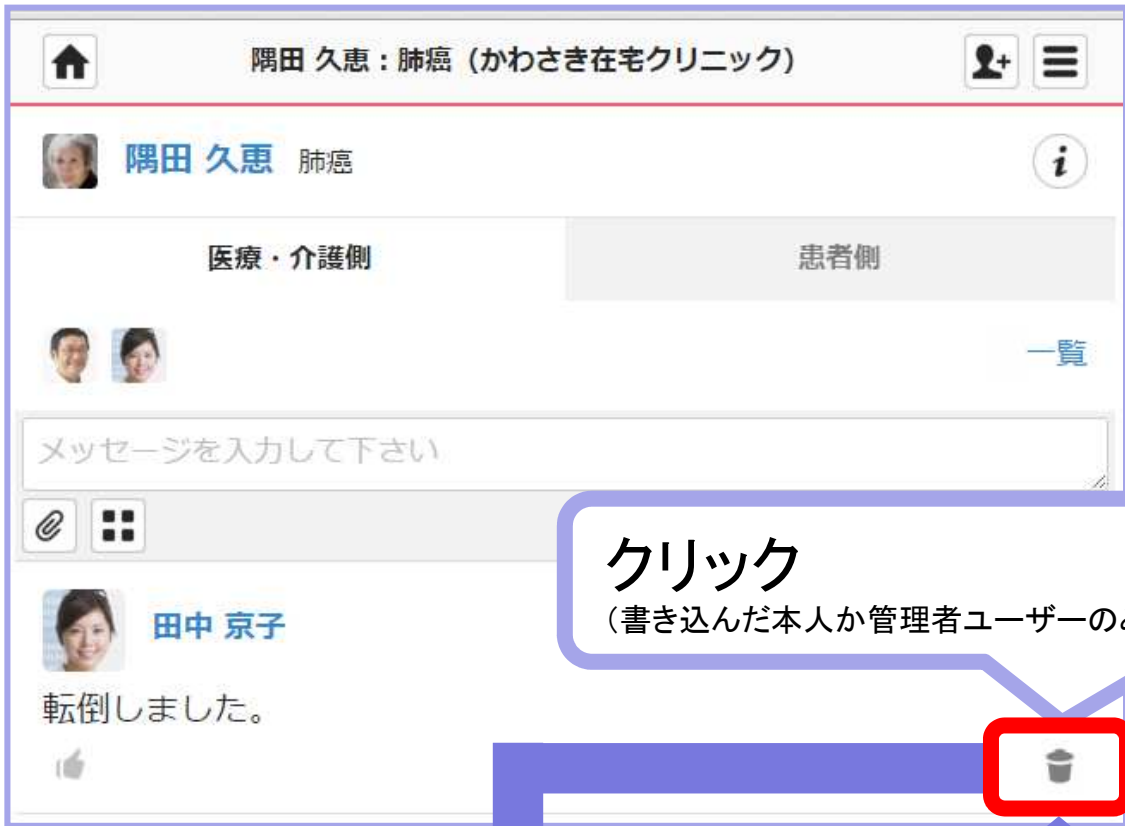 隅田 久恵：肺癌（かわさき在宅クリニック）
隅田 久恵 肺癌
医療・介護側 患者側
一覧
メッセージを入力して下さい
クリック
（書き込んだ本人か管理者ユーザーの
田中 京子
転倒しました。